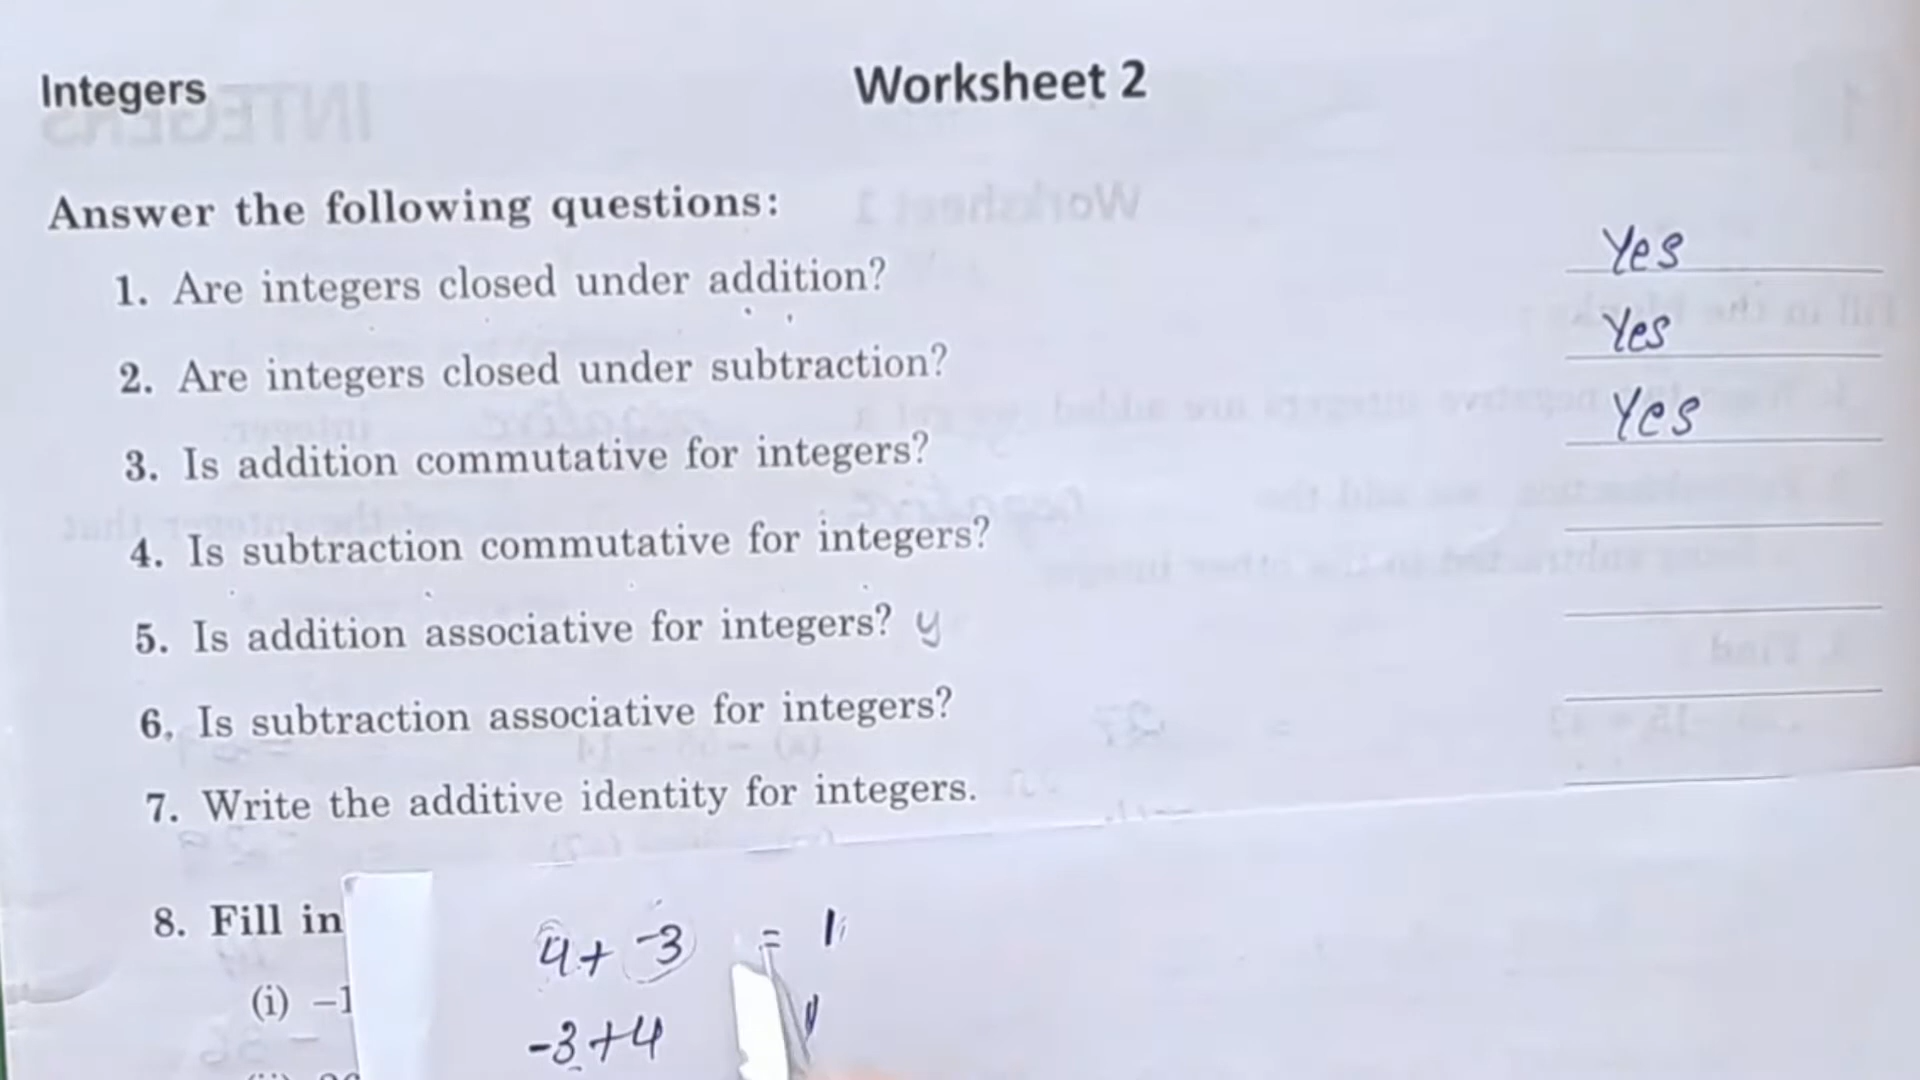 Integers Worksheet 2
Answer the following questions:
1. Are integers closed under addition? Yes
2. Are integers closed under subtraction? Yes
3. Is addition commutative for integers? Yes
4. Is subtraction commutative for integers?
5. Is addition associative for integers? y
6. Is subtraction associative for integers?
7. Write the additive identity for integers.
8. Fill in
(i) -1
4 + -3 = 1
-3 + 4